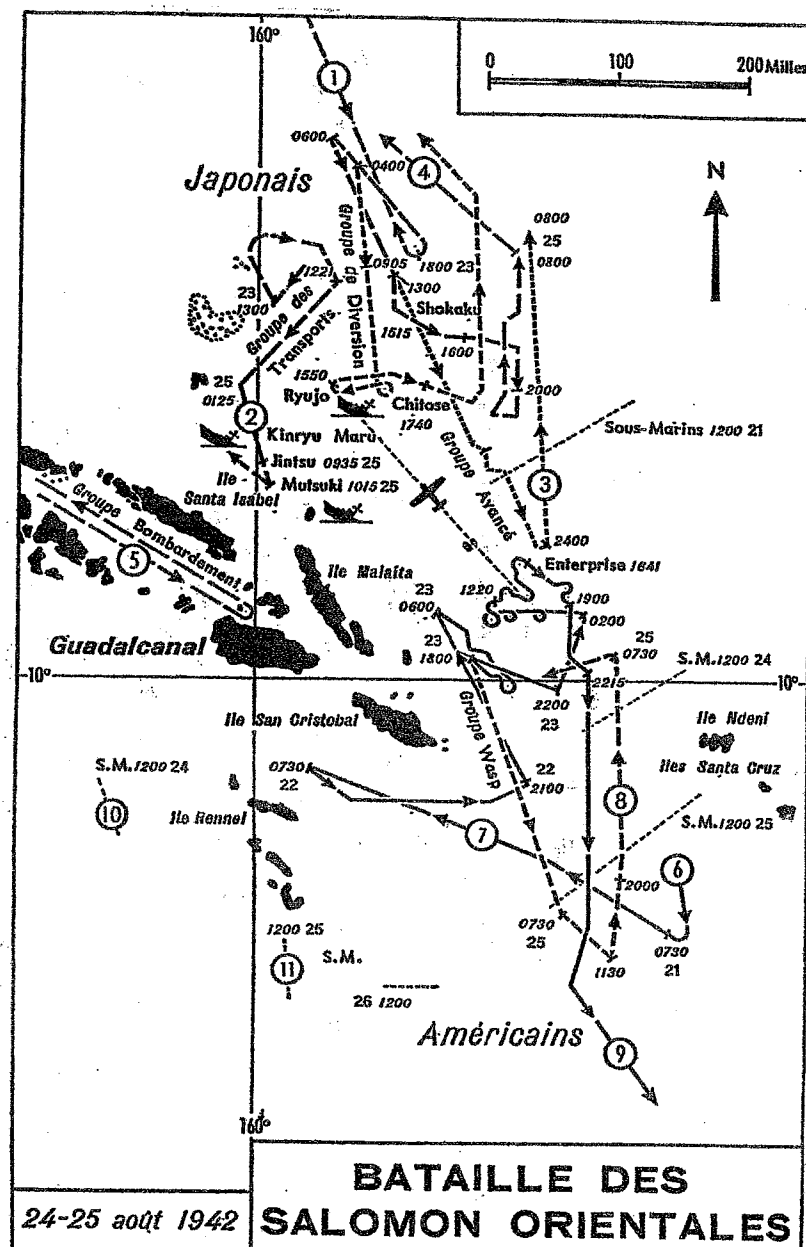 160°
0 100 200 Milles
1
0600
0400
4
N
Japonais
Groupe de Diversion
0800
25
0800
0905
1800 23
1221
1300
23
1300
Groupe des
Transports
Shokaku
1515
1600
1550
25
0125
Ryujo
Chitose
1740
2000
2
Sous-Marins 1200 21
Kinryu Maru
Jintsu 0935 25
Mutsuki 1015 25
Ile
Santa Isabel
Groupe Avancé
3
2400
Groupe Bombardement
5
Enterprise 1641
Ile Malaita
1220
1900
23
0600
0200
Guadalcanal
23
1800
25
0730
S.M. 1200 24
10°
10°
2200
23
2215
Ile San Cristobal
Groupe Wasp
Ile Ndeni
Iles Santa Cruz
S.M. 1200 24
0730
22
22
2100
10
Ile Rennel
7
8
S.M. 1200 25
6
2000
0730
25
0730
21
1130
1200 25
S.M.
11
26 1200
Américains
9
160°
24-25 août 1942
BATAILLE DES
SALOMON ORIENTALES